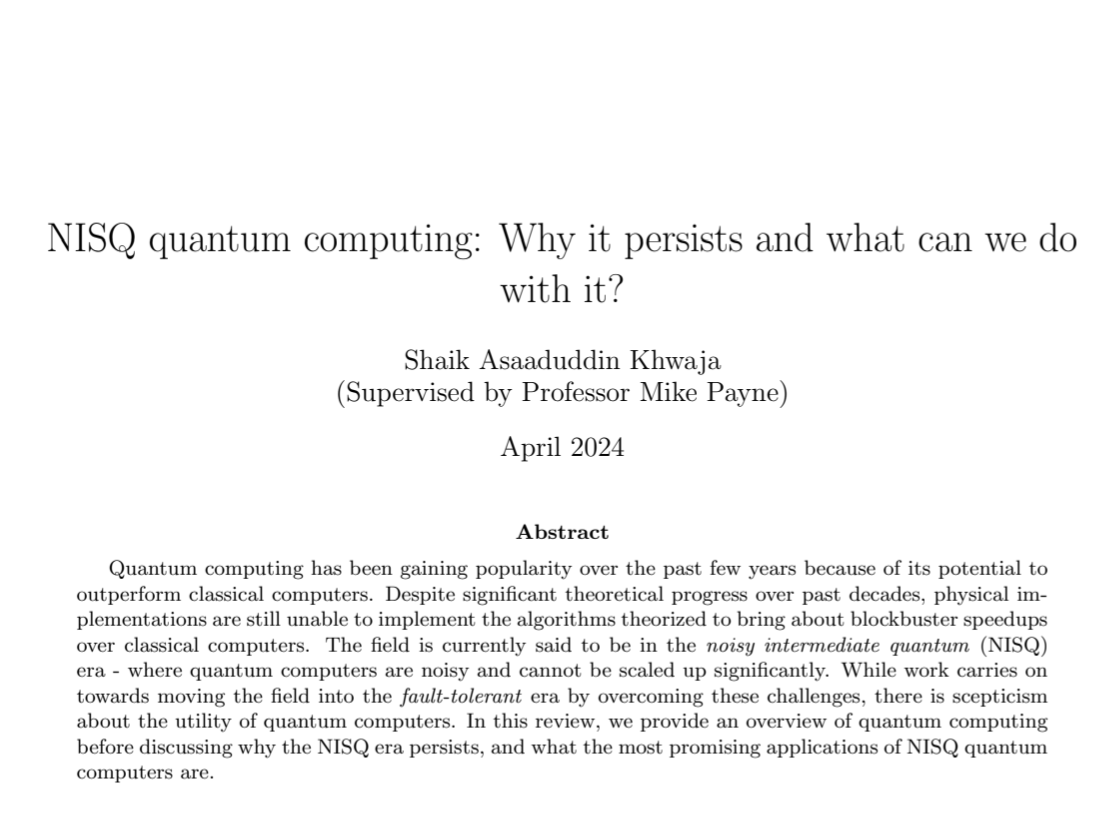 NISQ quantum computing: Why it persists and what can we do
with it?
Shaik Asaaduddin Khwaja
(Supervised by Professor Mike Payne)
April 2024
Abstract
Quantum computing has been gaining popularity over the past few years because of its potential to
outperform classical computers. Despite significant theoretical progress over past decades, physical im-
plementations are still unable to implement the algorithms theorized to bring about blockbuster speedups
over classical computers. The field is currently said to be in the noisy intermediate quantum (NISQ)
era - where quantum computers are noisy and cannot be scaled up significantly. While work carries on
towards moving the field into the fault-tolerant era by overcoming these challenges, there is scepticism
about the utility of quantum computers. In this review, we provide an overview of quantum computing
before discussing why the NISQ era persists, and what the most promising applications of NISQ quantum
computers are.